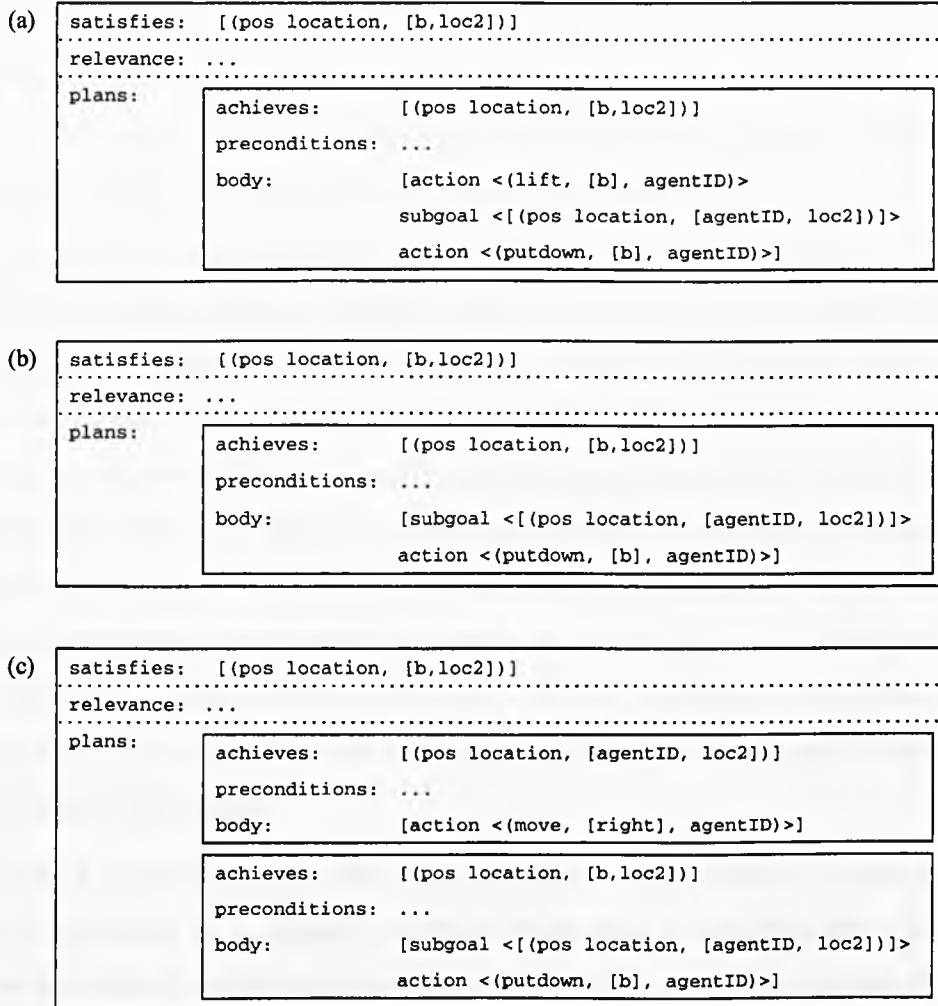 (a) satisfies: [(pos location, [b,loc2])]
relevance: ...
plans:
achieves: [(pos location, [b,loc2])]
preconditions: ...
body: [action <(lift, [b], agentID)>
subgoal <[(pos location, [agentID, loc2])]>
action <(putdown, [b], agentID)>]
(b) satisfies: [(pos location, [b,loc2])]
relevance: ...
plans:
achieves: [(pos location, [b,loc2])]
preconditions: ...
body: [subgoal <[(pos location, [agentID, loc2])]>
action <(putdown, [b], agentID)>]
(c) satisfies: [(pos location, [b,loc2])]
relevance: ...
plans:
achieves: [(pos location, [agentID, loc2])]
preconditions: ...
body: [action <(move, [right], agentID)>]
achieves: [(pos location, [b,loc2])]
preconditions: ...
body: [subgoal <[(pos location, [agentID, loc2])]>
action <(putdown, [b], agentID)>]